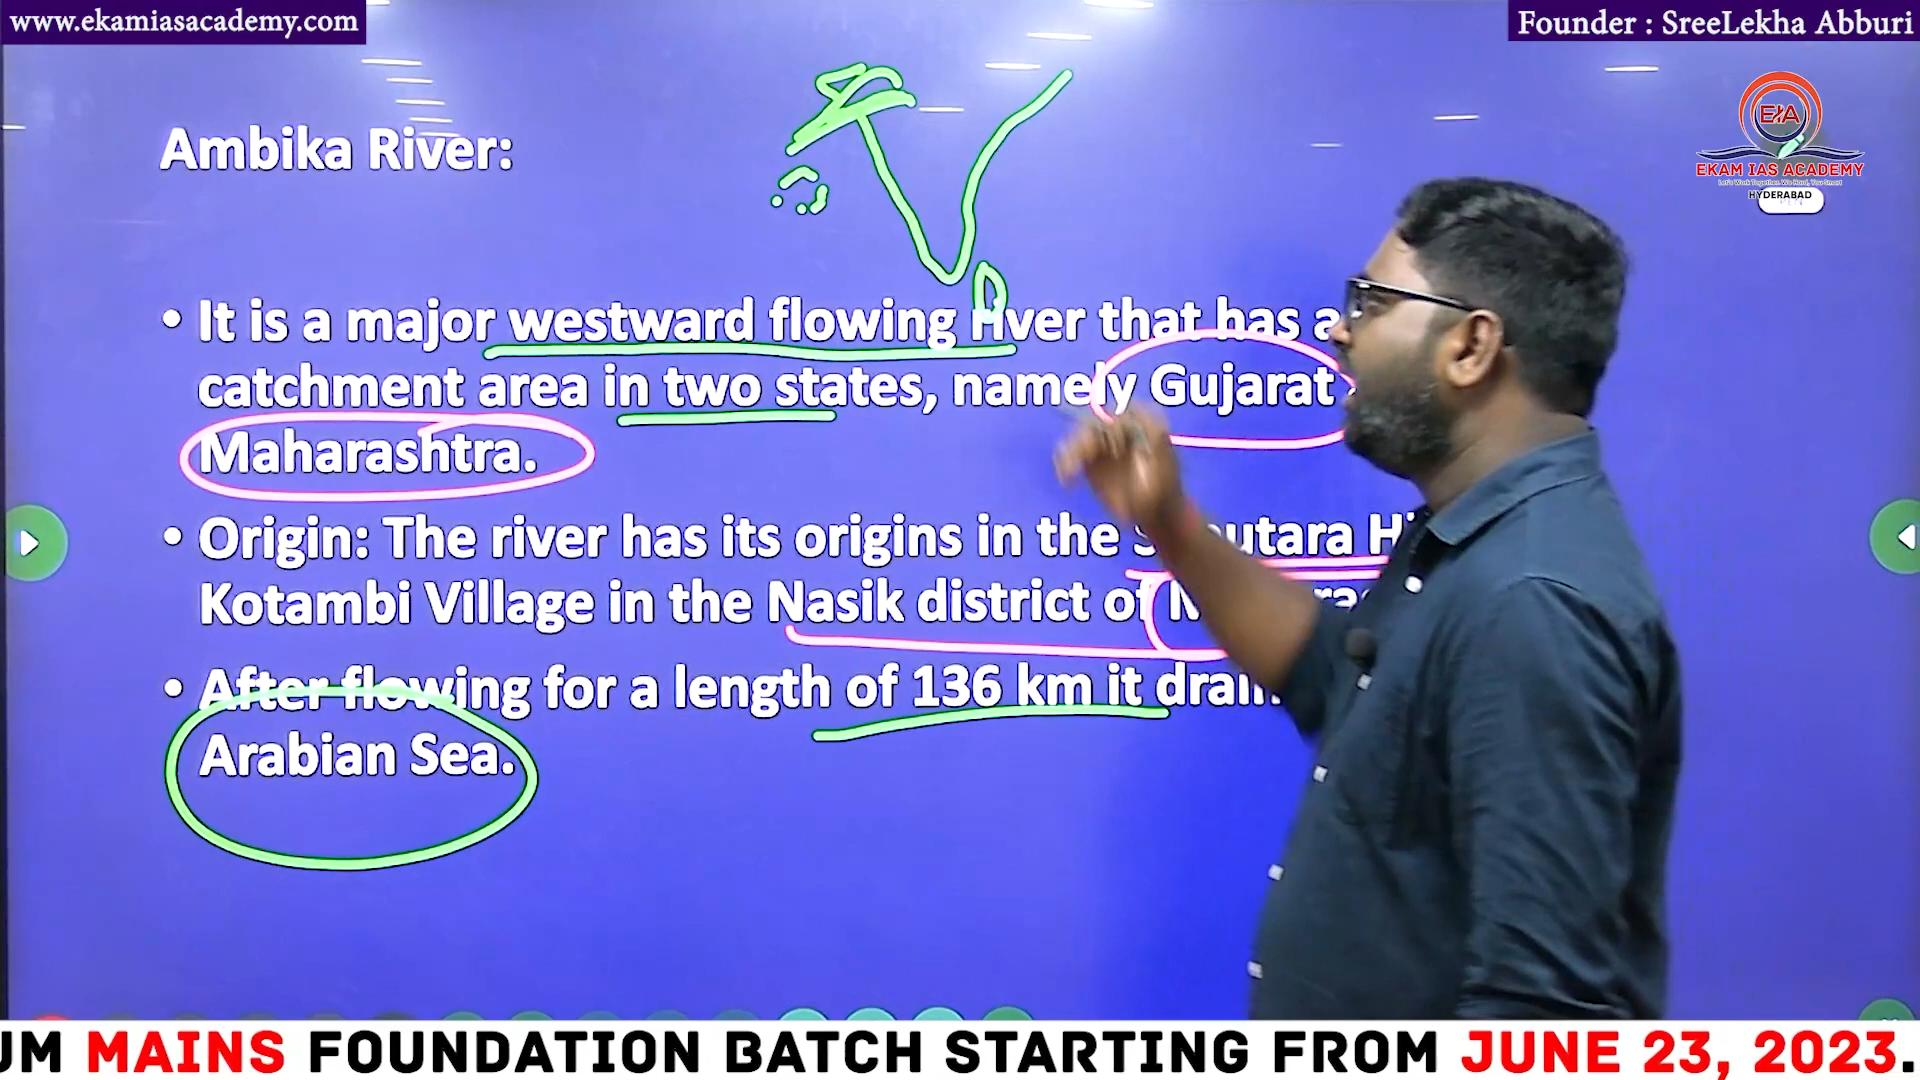 www.ekamiasacademy.com
Founder : SreeLekha Abburi
EIA
EKAM IAS ACADEMY
HYDERABAD
Ambika River:
• It is a major westward flowing river that has a
catchment area in two states, namely Gujarat
Maharashtra.
• Origin: The river has its origins in the
Kotambi Village in the Nasik district of
• After flowing for a length of 136 km it
Arabian Sea.
UM MAINS FOUNDATION BATCH STARTING FROM JUNE 23, 2023.